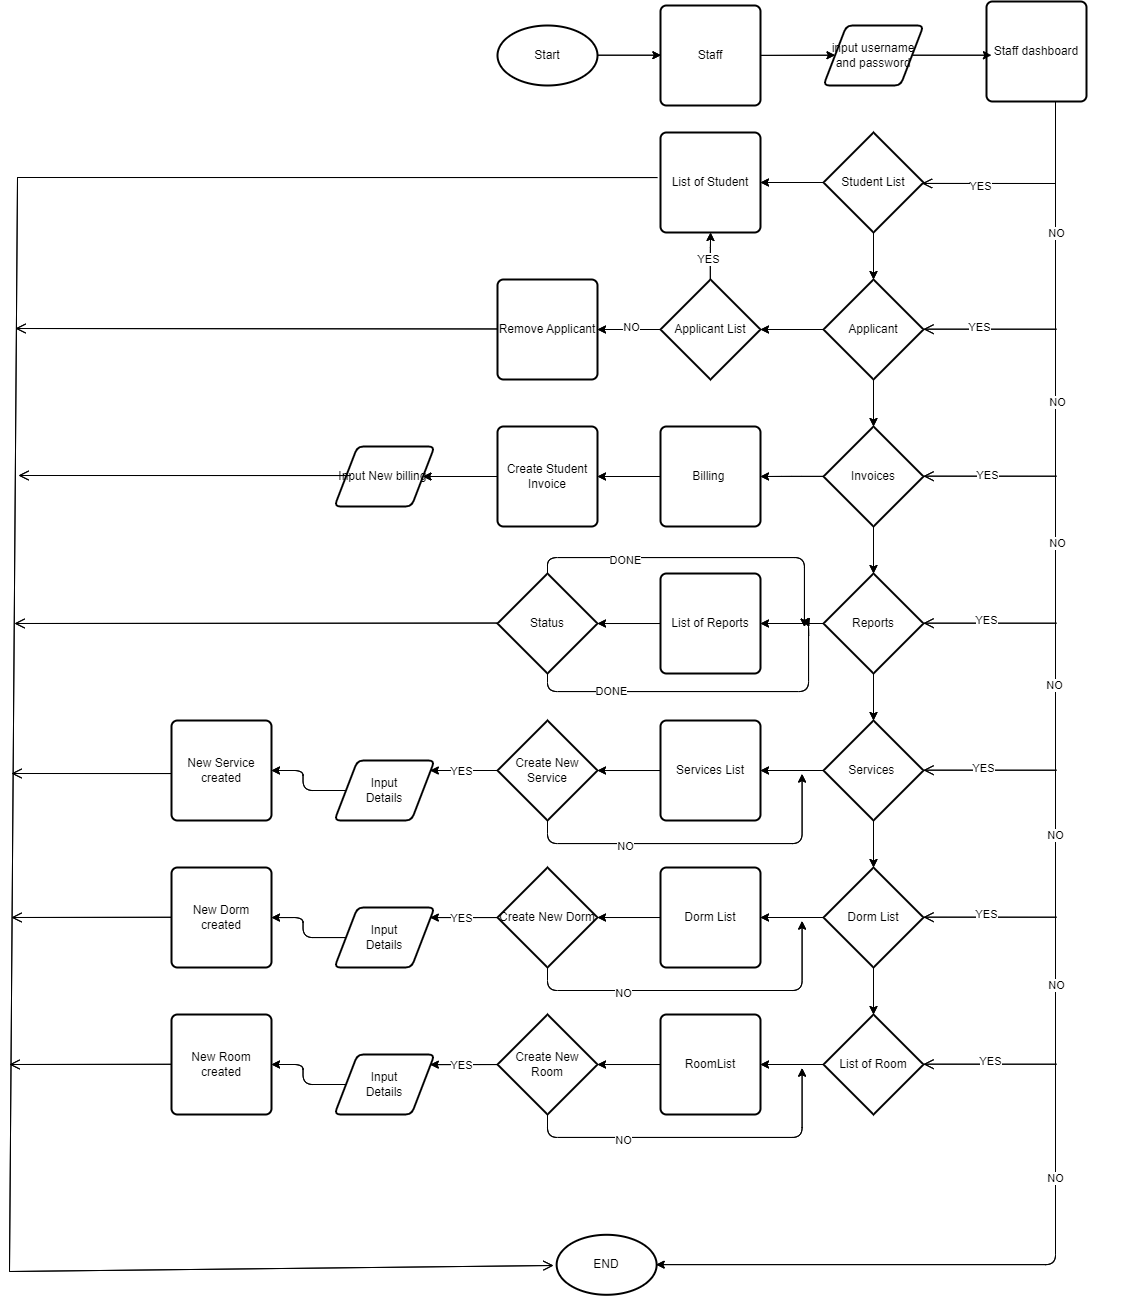 Start
Staff
input username
and password
Staff dashboard
List of Student
Student List
YES
NO
YES
Remove Applicant
NO
Applicant List
Applicant
YES
NO
Input New billing
Create Student
Invoice
Billing
Invoices
YES
NO
DONE
Status
List of Reports
Reports
YES
DONE
NO
New Service
created
Input
Details
YES
Create New
Service
Services List
Services
YES
NO
NO
New Dorm
created
Input
Details
YES
Create New Dorm
Dorm List
Dorm List
YES
NO
NO
New Room
created
Input
Details
YES
Create New
Room
RoomList
List of Room
YES
NO
NO
END